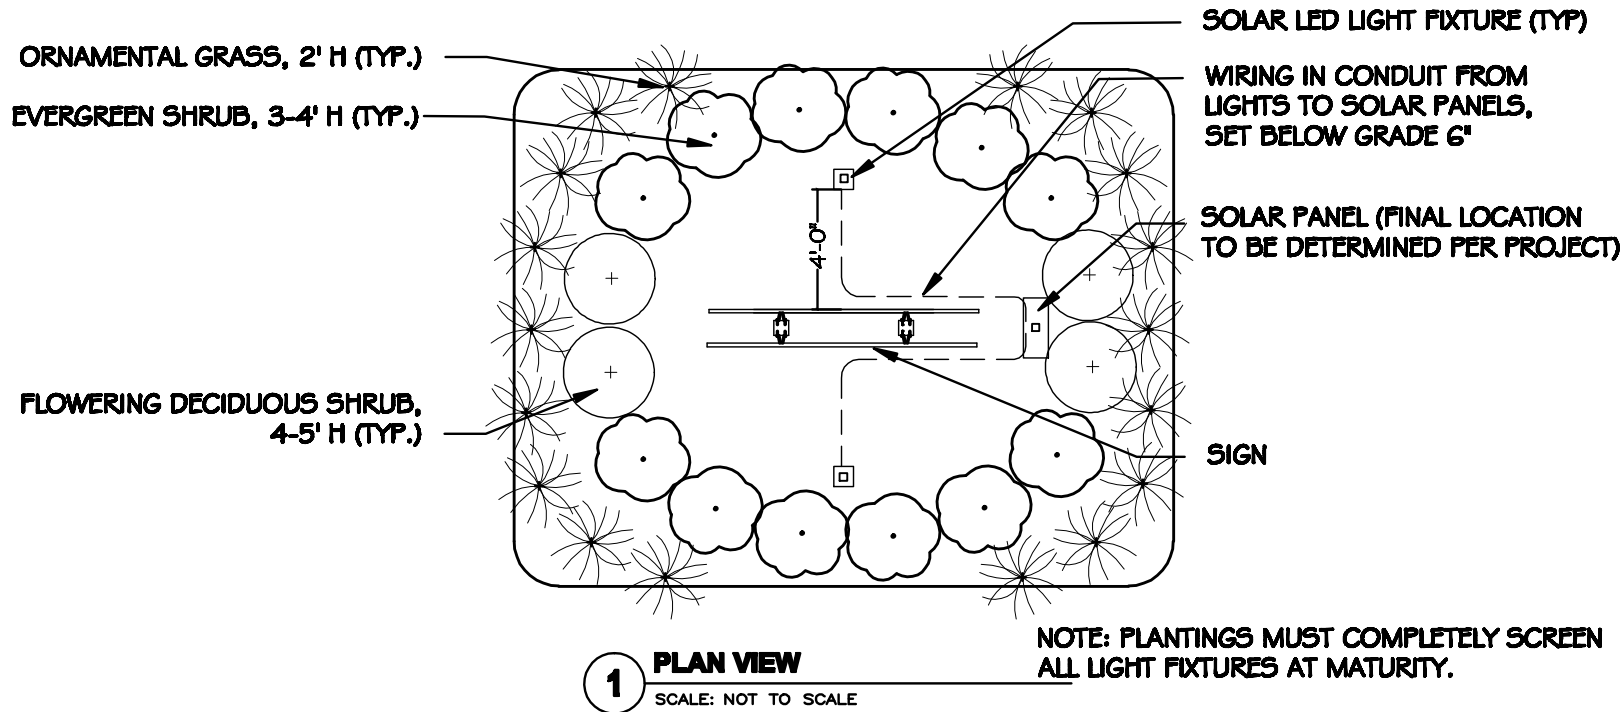 SOLAR LED LIGHT FIXTURE (TYP)
ORNAMENTAL GRASS, 2' H (TYP.)
WIRING IN CONDUIT FROM
LIGHTS TO SOLAR PANELS,
SET BELOW GRADE 6"
EVERGREEN SHRUB, 3-4' H (TYP.)
SOLAR PANEL (FINAL LOCATION
TO BE DETERMINED PER PROJECT)
4'-0"
FLOWERING DECIDUOUS SHRUB,
4-5' H (TYP.)
SIGN
NOTE: PLANTINGS MUST COMPLETELY SCREEN
ALL LIGHT FIXTURES AT MATURITY.
1
PLAN VIEW
SCALE: NOT TO SCALE